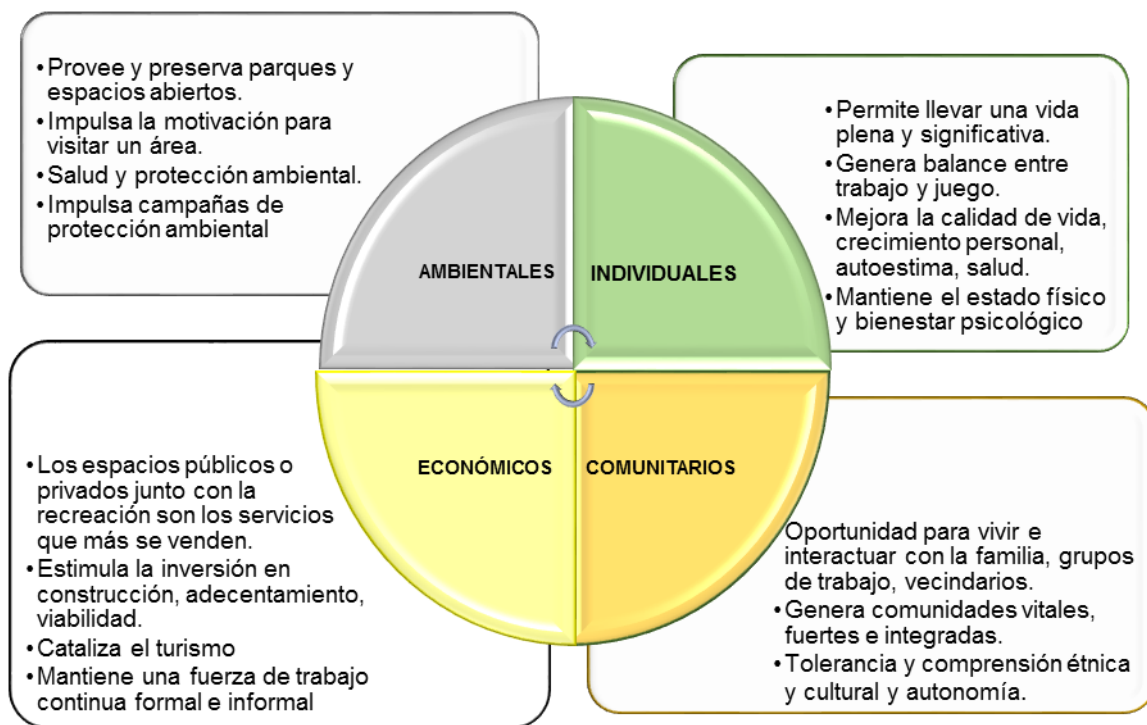 • Provee y preserva parques y
espacios abiertos.
• Impulsa la motivación para
visitar un área.
• Salud y protección ambiental.
• Impulsa campañas de
protección ambiental
• Permite llevar una vida
plena y significativa.
• Genera balance entre
trabajo y juego.
• Mejora la calidad de vida,
crecimiento personal,
autoestima, salud.
• Mantiene el estado físico
y bienestar psicológico
AMBIENTALES
INDIVIDUALES
ECONÓMICOS
COMUNITARIOS
• Los espacios públicos o
privados junto con la
recreación son los servicios
que más se venden.
• Estimula la inversión en
construcción, adecentamiento,
viabilidad.
• Cataliza el turismo
• Mantiene una fuerza de trabajo
continua formal e informal
Oportunidad para vivir e
interactuar con la familia, grupos
de trabajo, vecindarios.
• Genera comunidades vitales,
fuertes e integradas.
• Tolerancia y comprensión étnica
y cultural y autonomía.